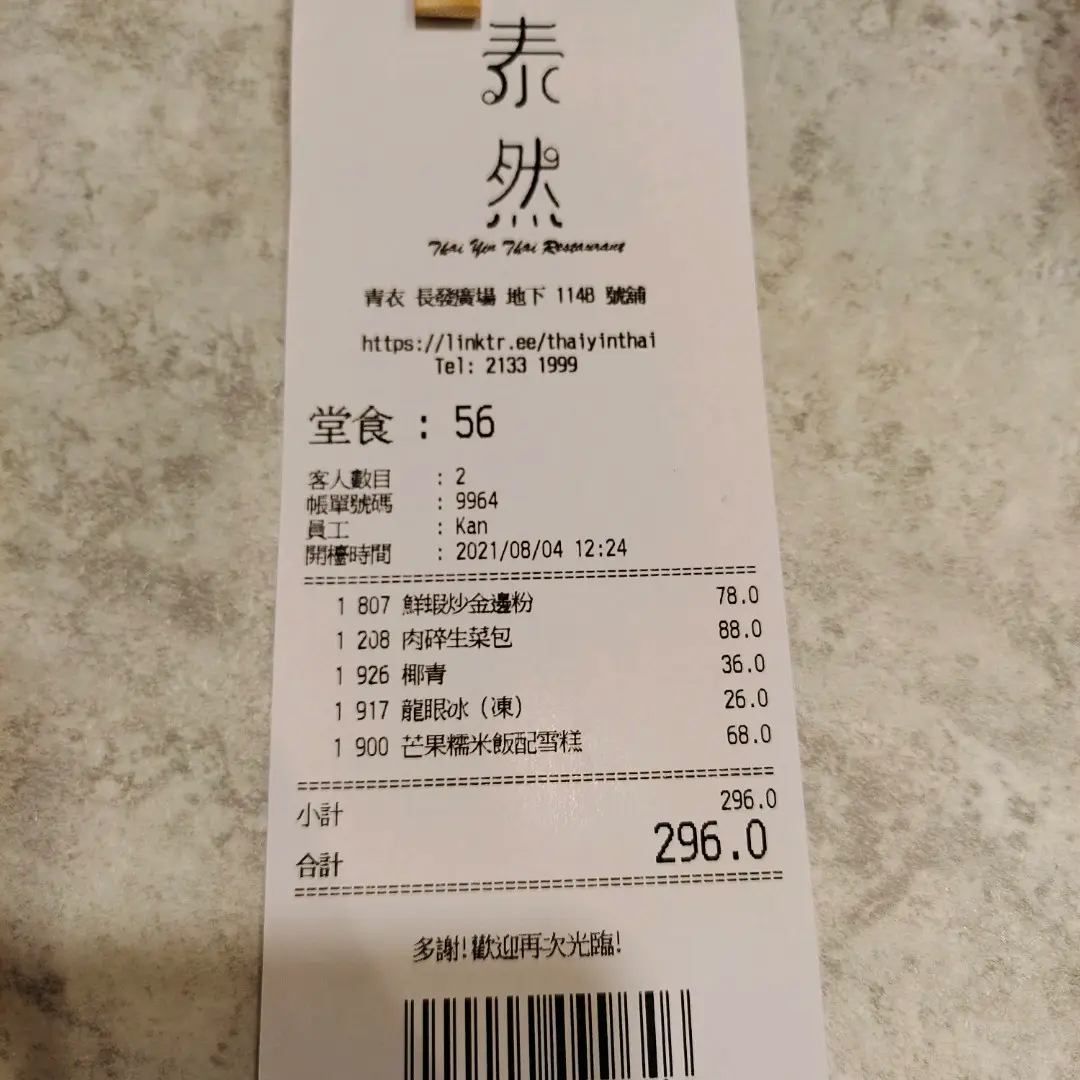 泰
然
Thai Yin Thai Restaurant
青衣 長發廣場 地下 114B 號舖
https://linktr.ee/thaiyinthai
Tel: 2133 1999
堂食 : 56
客人數目 : 2
帳單號碼 : 9964
員工 : Kan
開檯時間 : 2021/08/04 12:24
1 807 鮮蝦炒金邊粉 78.0
1 208 肉碎生菜包 88.0
1 926 椰青 36.0
1 917 龍眼冰（凍） 26.0
1 900 芒果糯米飯配雪糕 68.0
小計 296.0
合計 296.0
多謝!歡迎再次光臨!